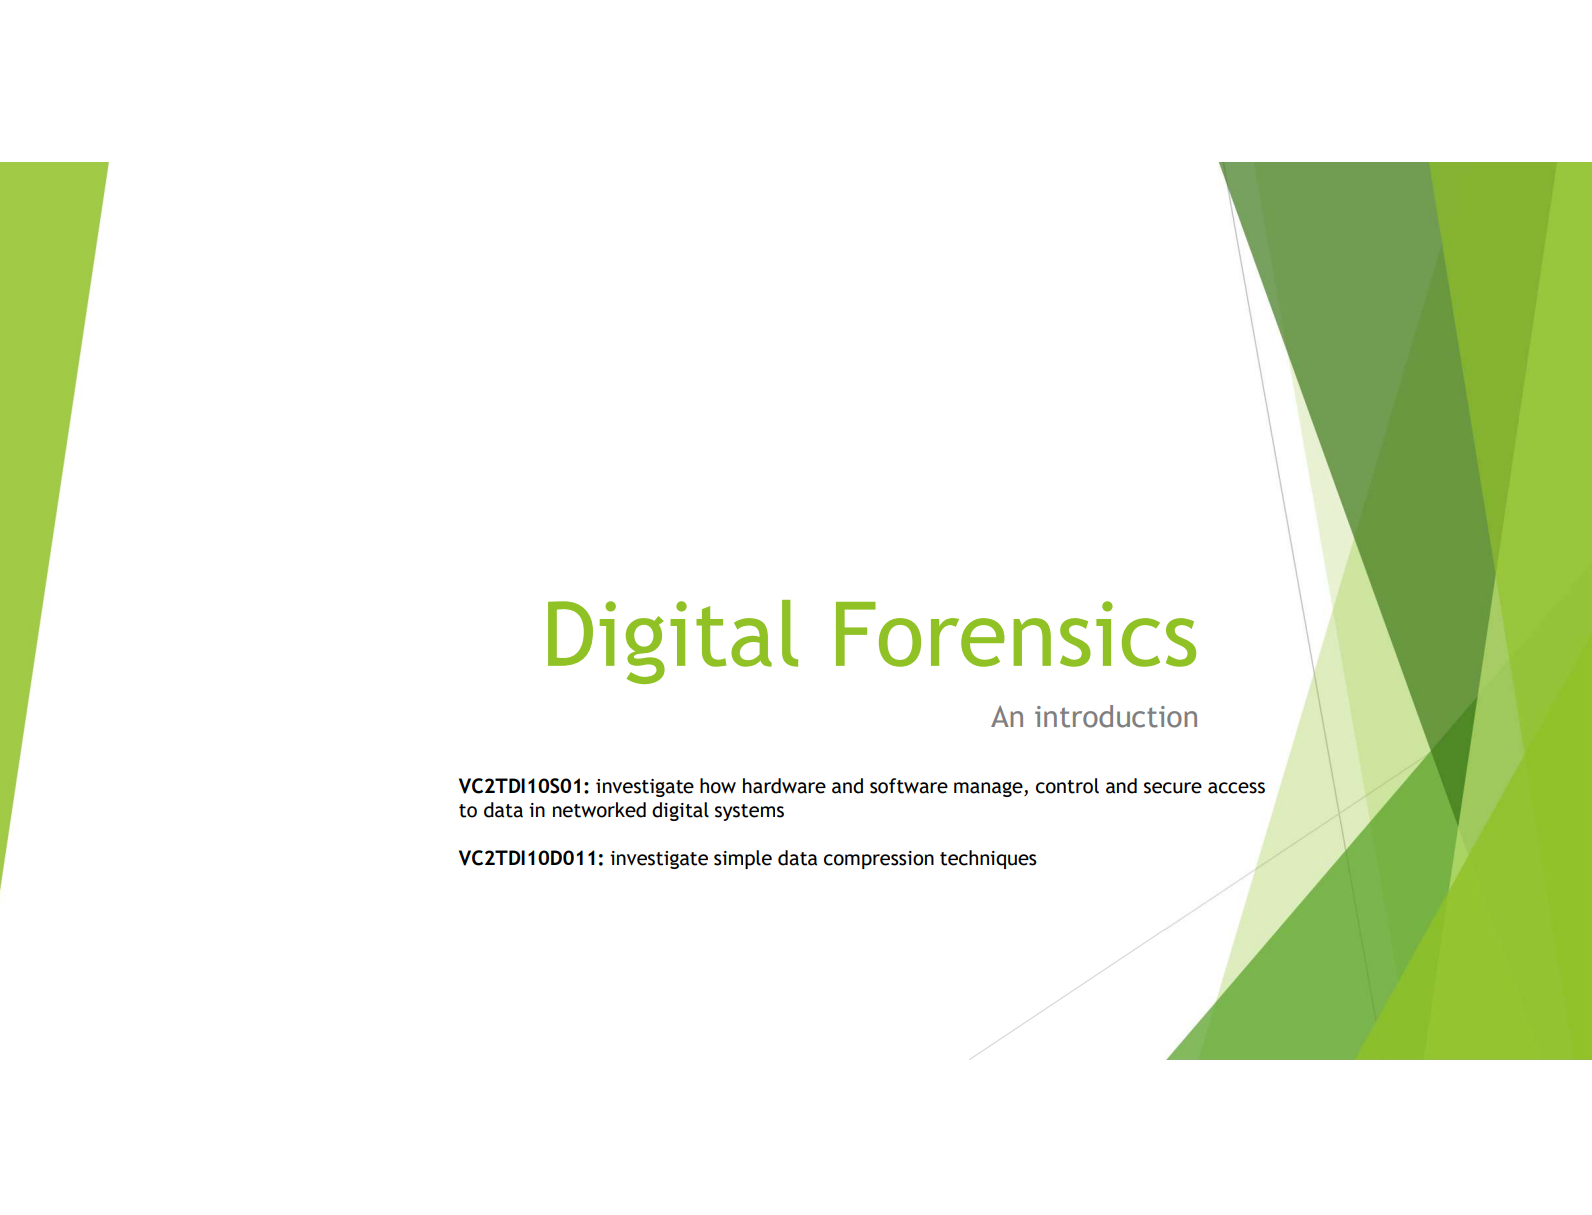 Digital Forensics
An introduction
VC2TDI10S01: investigate how hardware and software manage, control and secure access
to data in networked digital systems
VC2TDI10D011: investigate simple data compression techniques